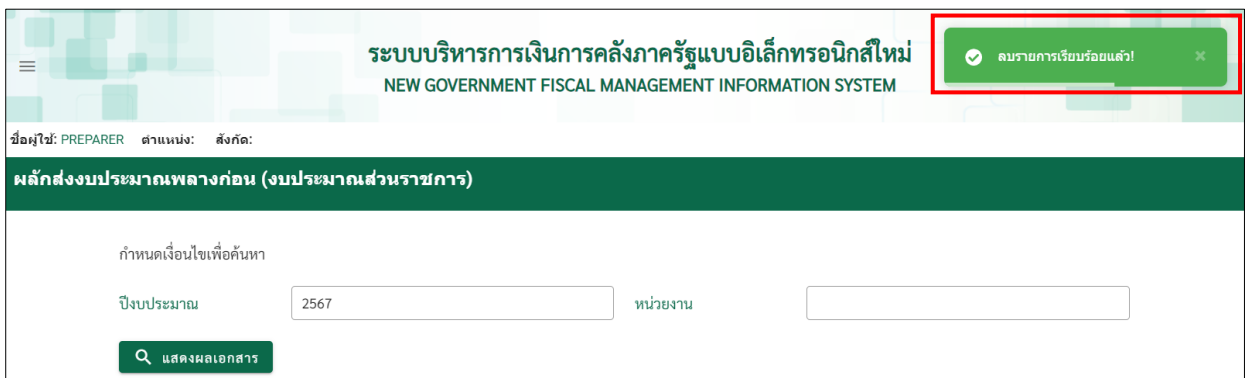 ระบบบริหารการเงินการคลังภาครัฐแบบอิเล็กทรอนิกส์ใหม่
NEW GOVERNMENT FISCAL MANAGEMENT INFORMATION SYSTEM
ลบรายการเรียบร้อยแล้ว!
ชื่อผู้ใช้: PREPARER ตำแหน่ง: สังกัด:
ผลักส่งงบประมาณพลางก่อน (งบประมาณส่วนราชการ)
กำหนดเงื่อนไขเพื่อค้นหา
ปีงบประมาณ 2567 หน่วยงาน
แสดงผลเอกสาร